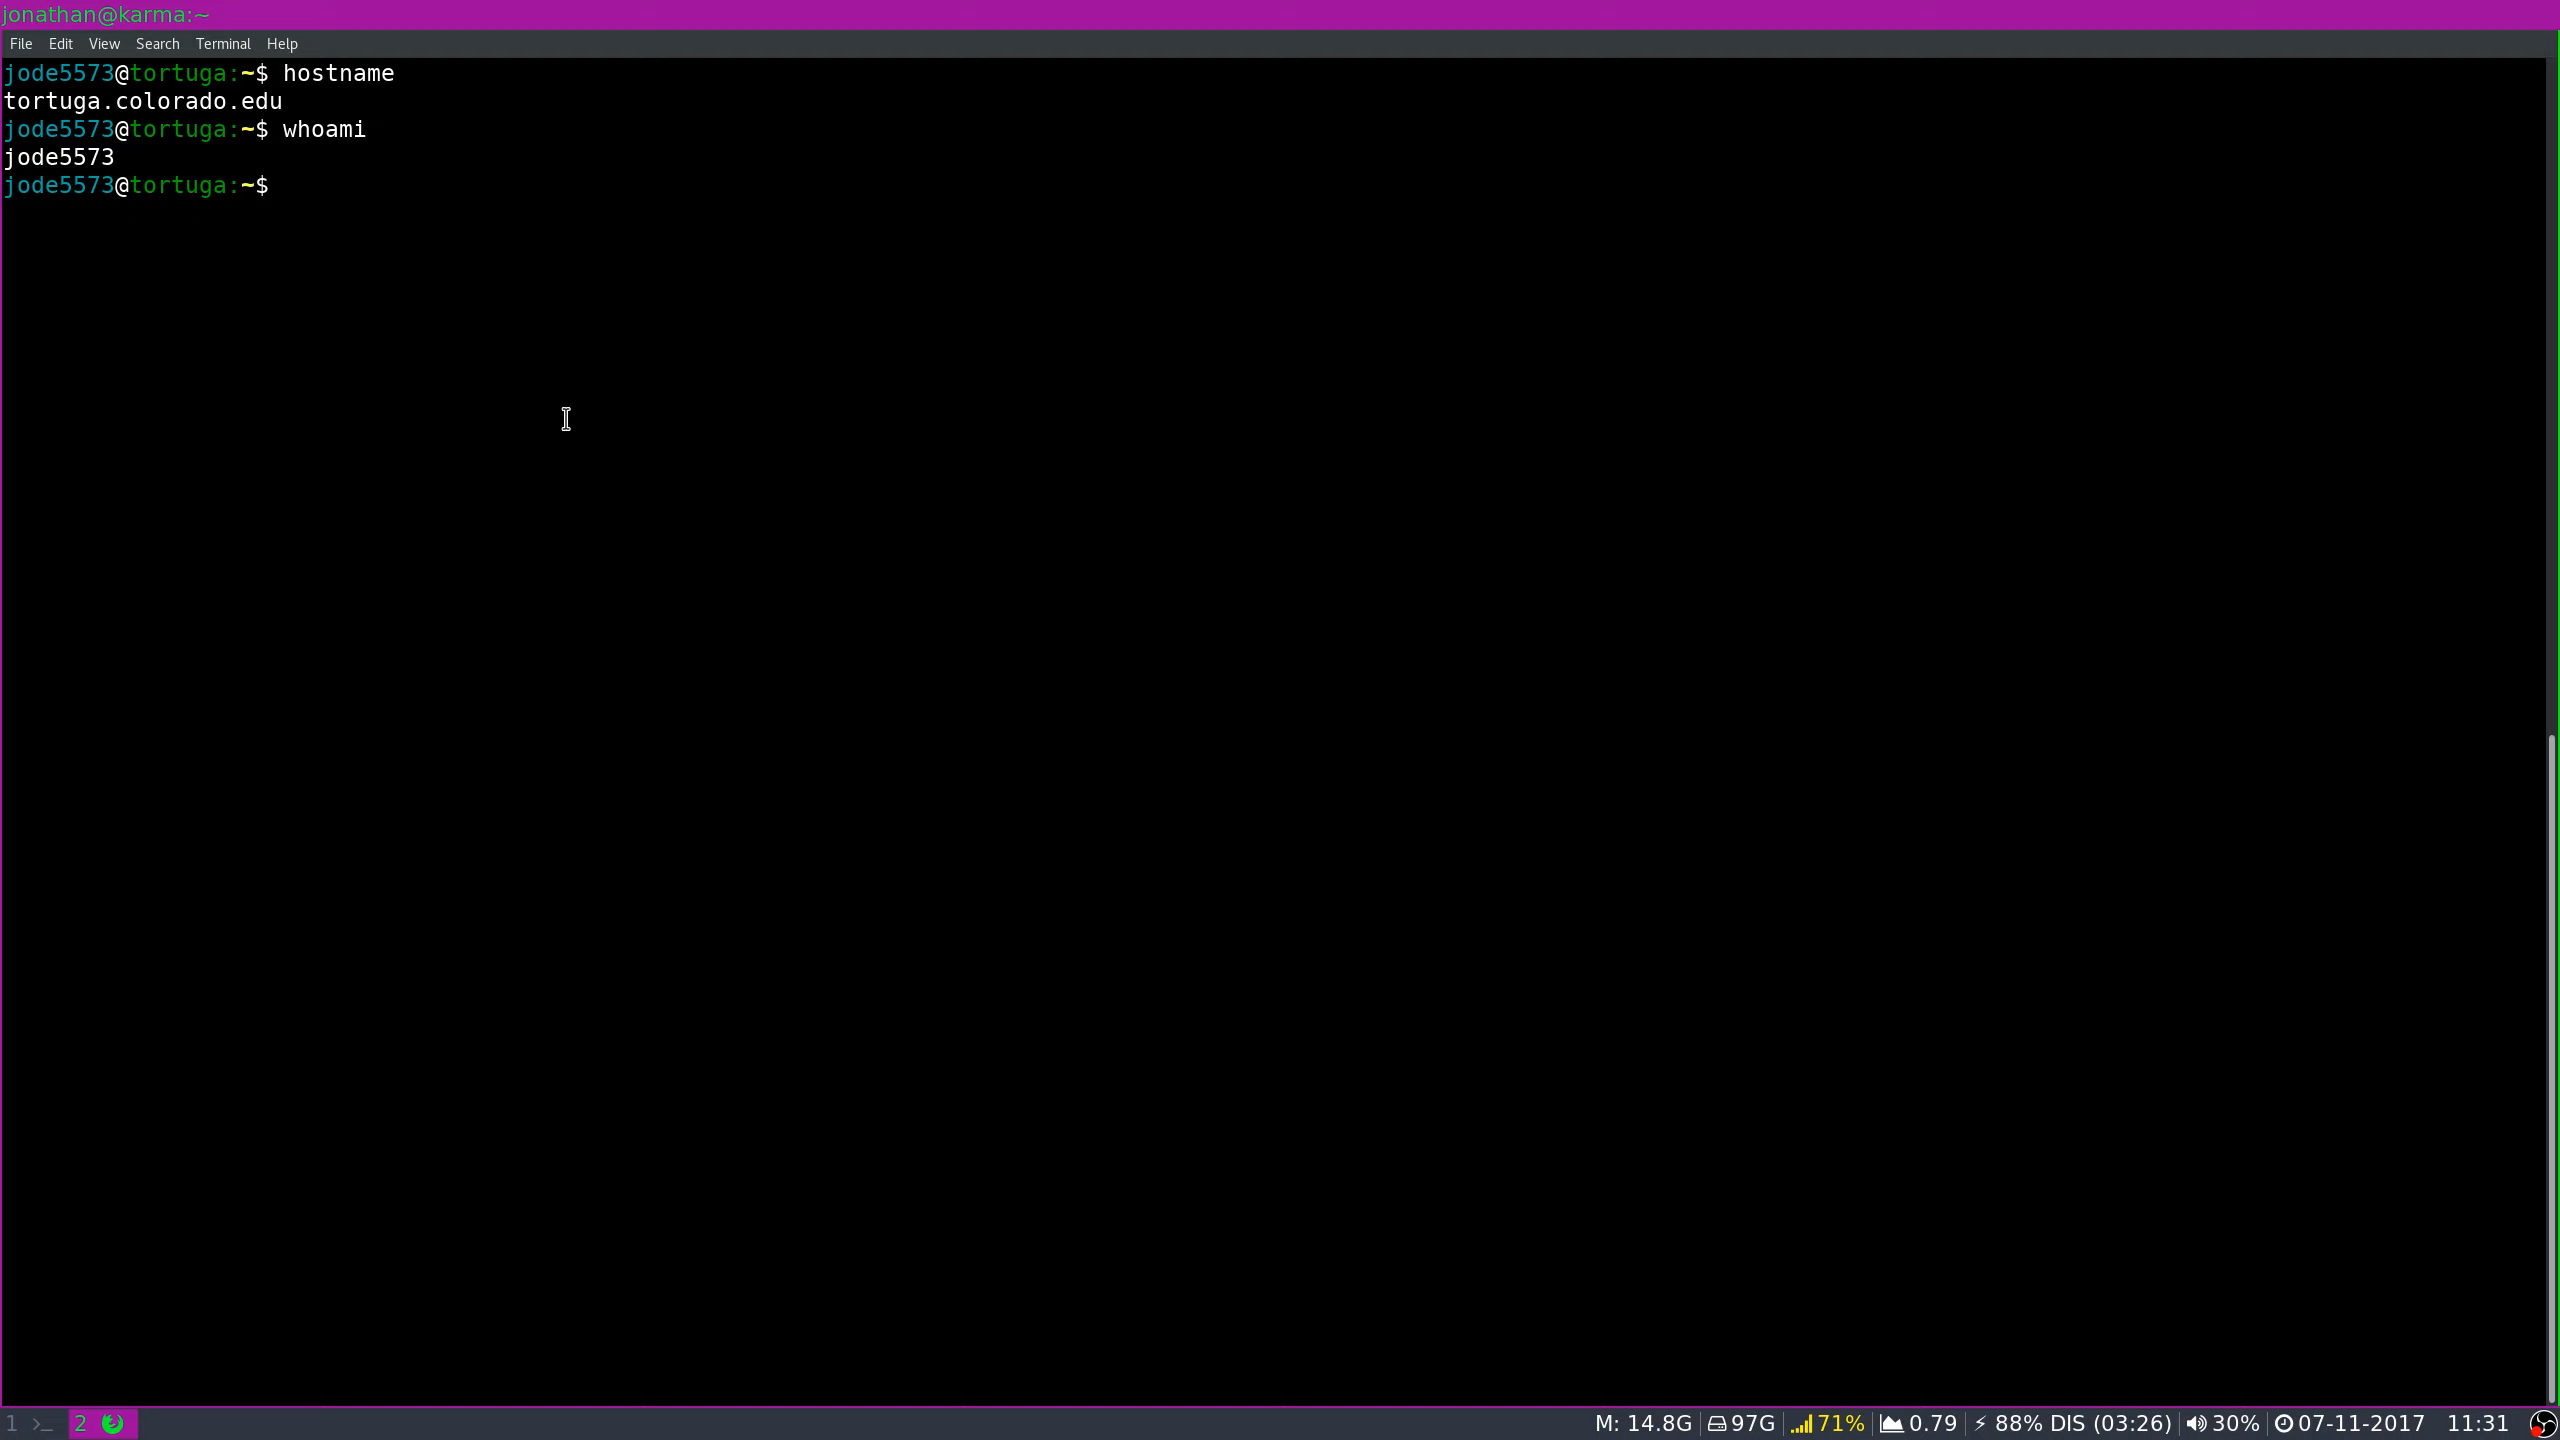 jonathan@karma:~
File Edit View Search Terminal Help
jode5573@tortuga:~$ hostname
tortuga.colorado.edu
jode5573@tortuga:~$ whoami
jode5573
jode5573@tortuga:~$
1 >_ 2 M: 14.8G 97G 71% 0.79 88% DIS (03:26) 30% 07-11-2017 11:31